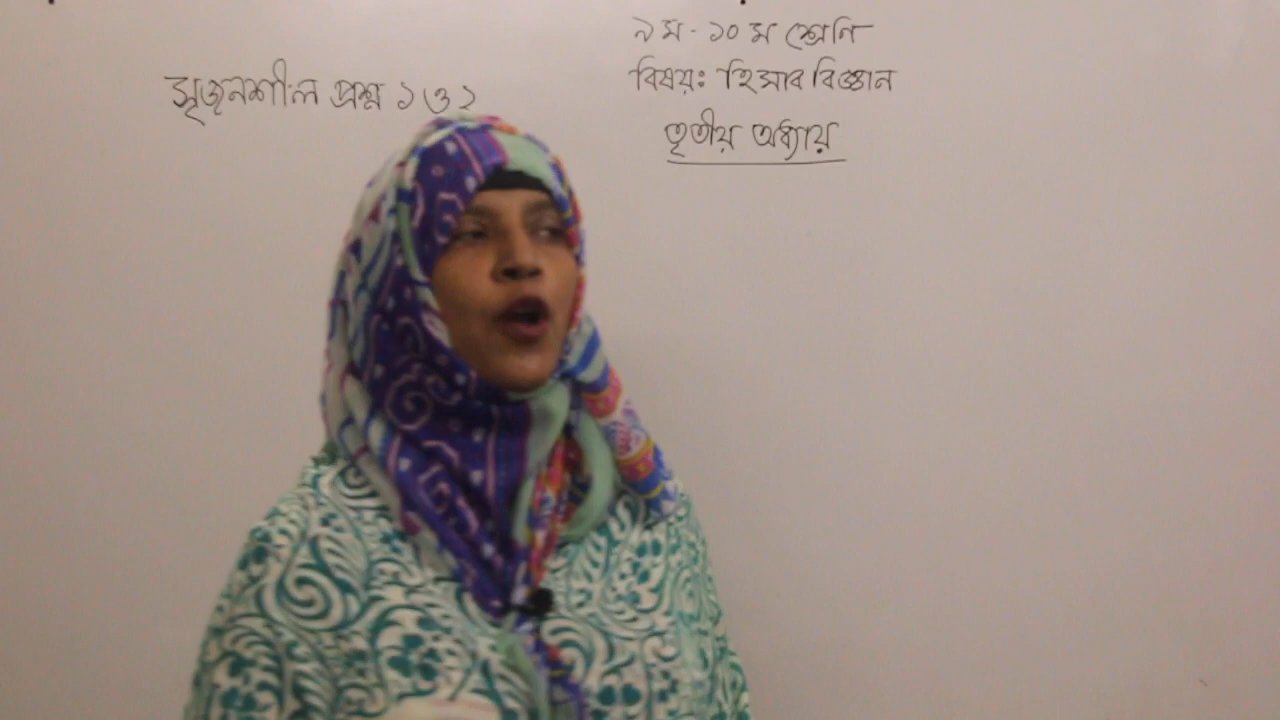 সৃজনশীল প্রশ্ন ১ ও ২
৯ম - ১০ম শ্রেণি
বিষয়ঃ হিসাব বিজ্ঞান
তৃতীয় অধ্যায়